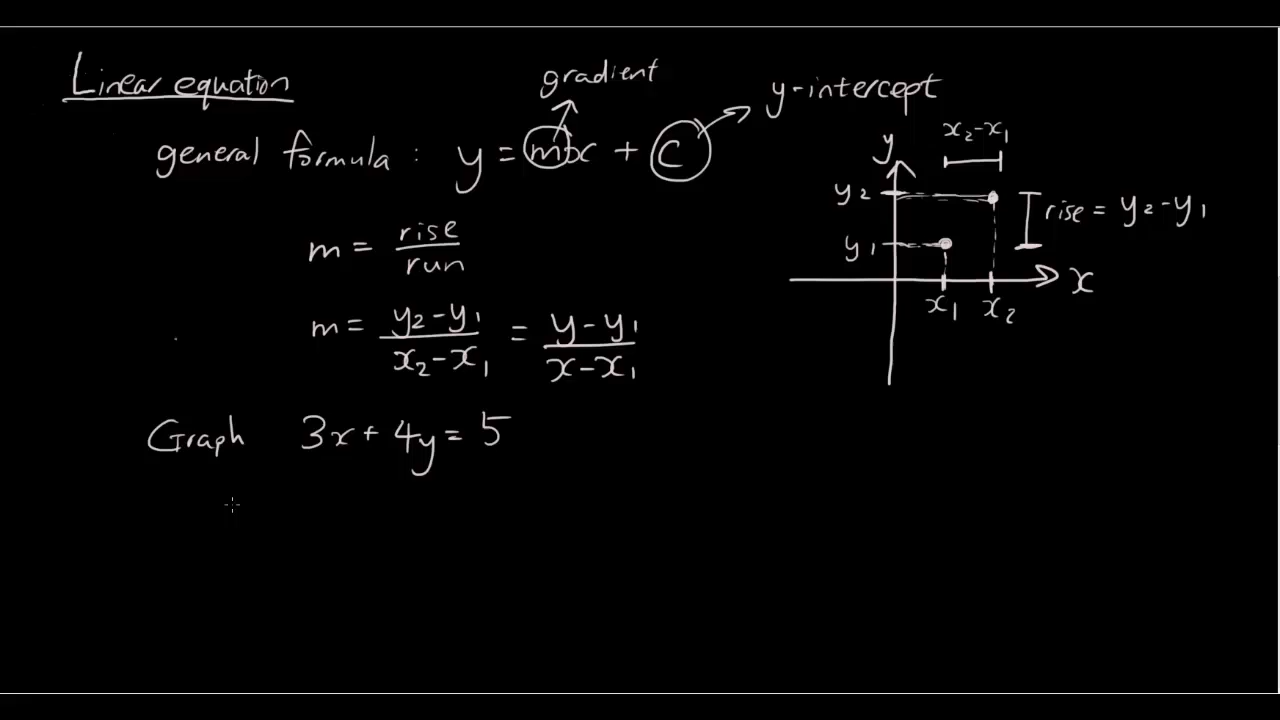 Linear equation
gradient
y-intercept
general formula : y = mx + c
m = rise/run
m = y₂-y₁/x₂-x₁ = y-y₁/x-x₁
Graph 3x + 4y = 5
y
x₂-x₁
y₂
rise = y₂-y₁
y₁
x
x₁ x₂